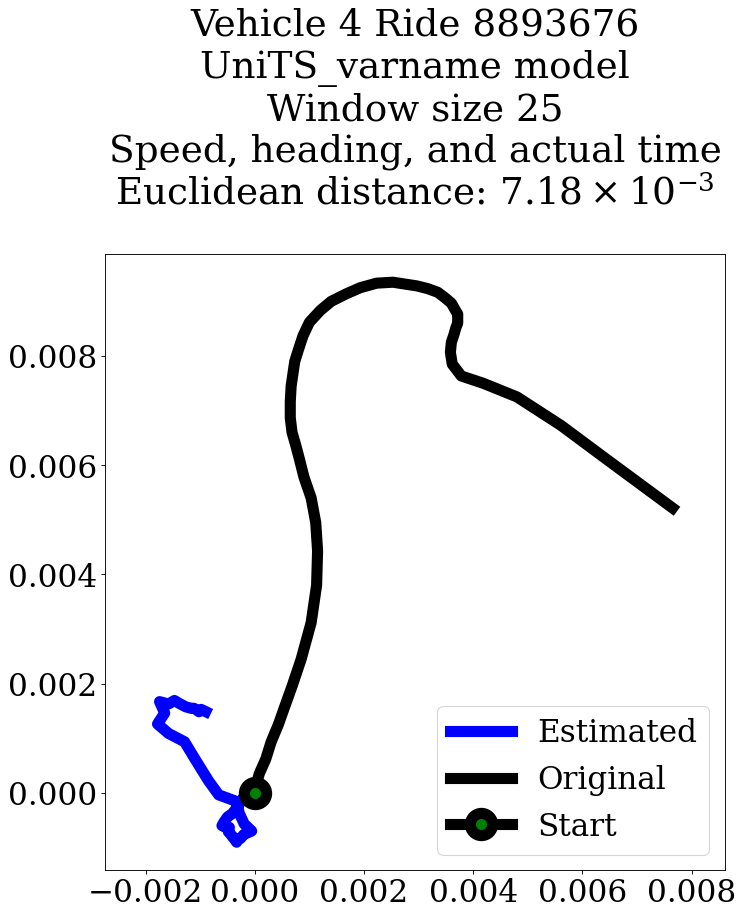 Vehicle 4 Ride 8893676
UniTS_varname model
Window size 25
Speed, heading, and actual time
Euclidean distance: 7.18 × 10⁻³
0.008
0.006
0.004
0.002
0.000
Estimated
Original
Start
−0.002 0.000 0.002 0.004 0.006 0.008